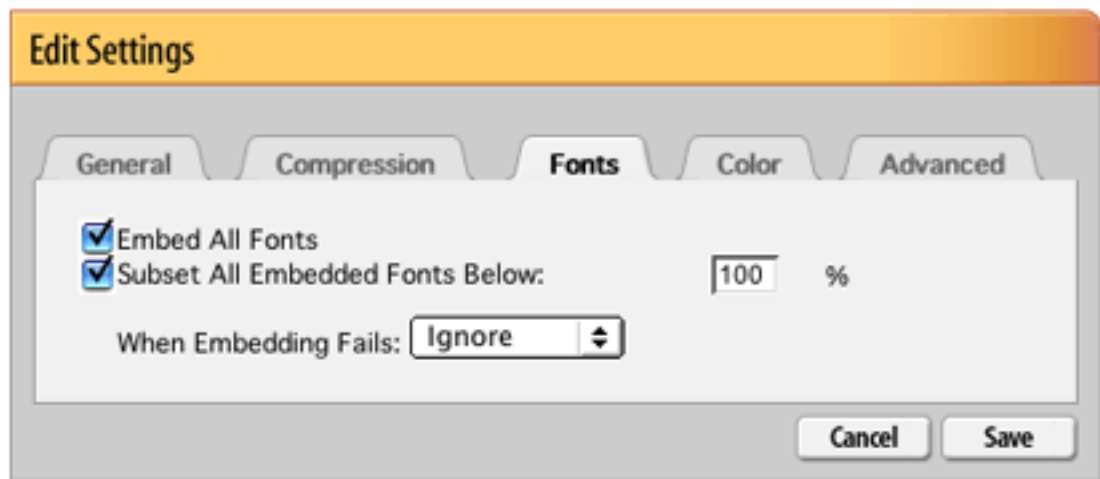 Edit Settings
General Compression Fonts Color Advanced
Embed All Fonts
Subset All Embedded Fonts Below: 100 %
When Embedding Fails: Ignore
Cancel Save